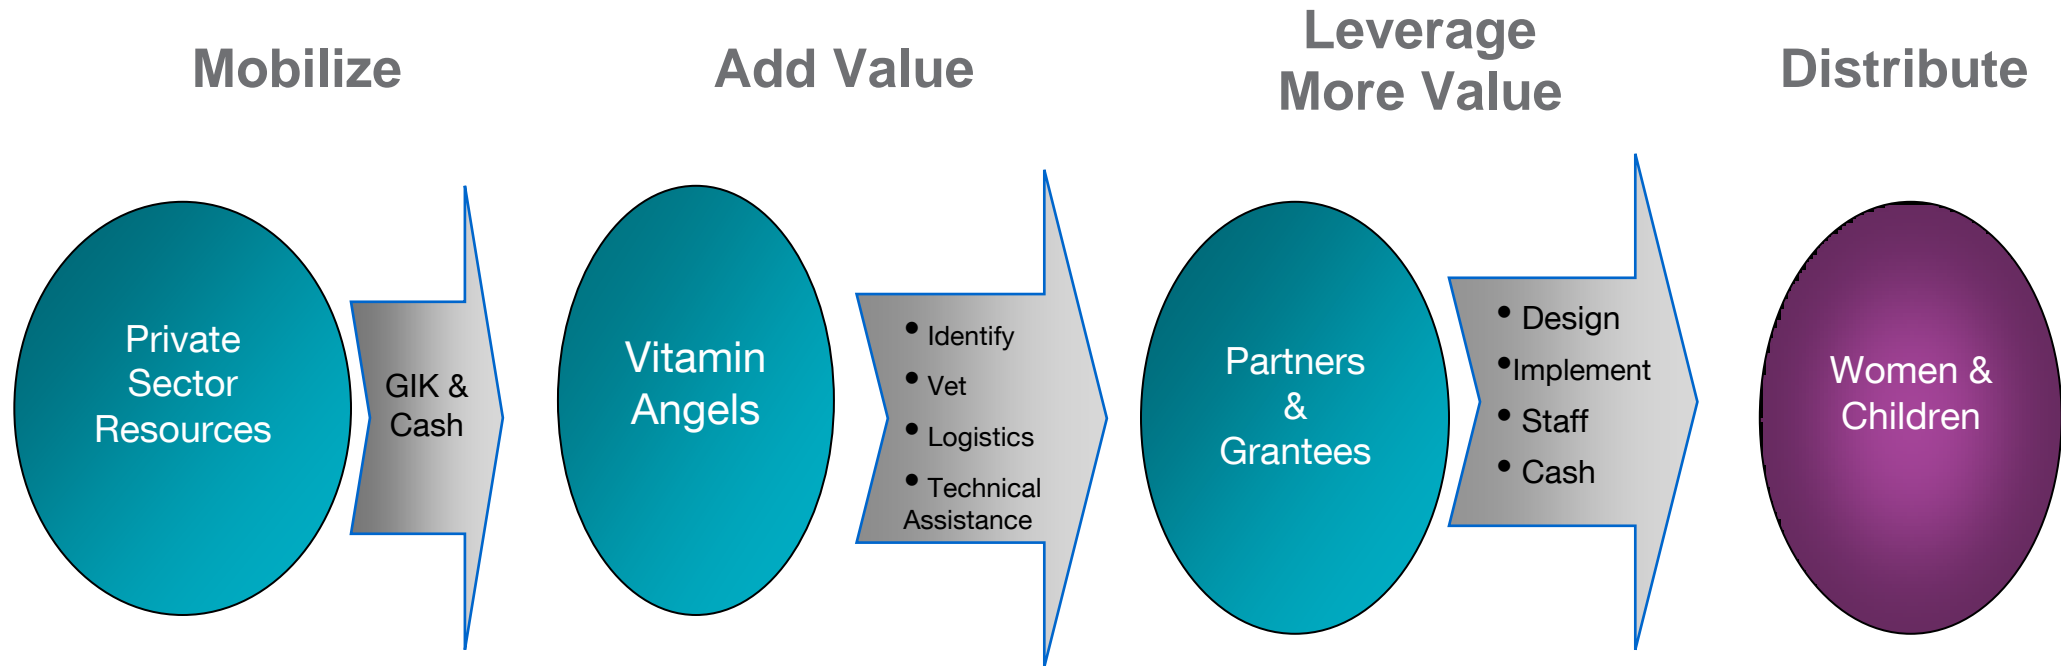 Mobilize
Add Value
Leverage
More Value
Distribute
Private
Sector
Resources
GIK &
Cash
Vitamin
Angels
• Identify
• Vet
• Logistics
• Technical
Assistance
Partners
&
Grantees
• Design
•Implement
• Staff
• Cash
Women &
Children